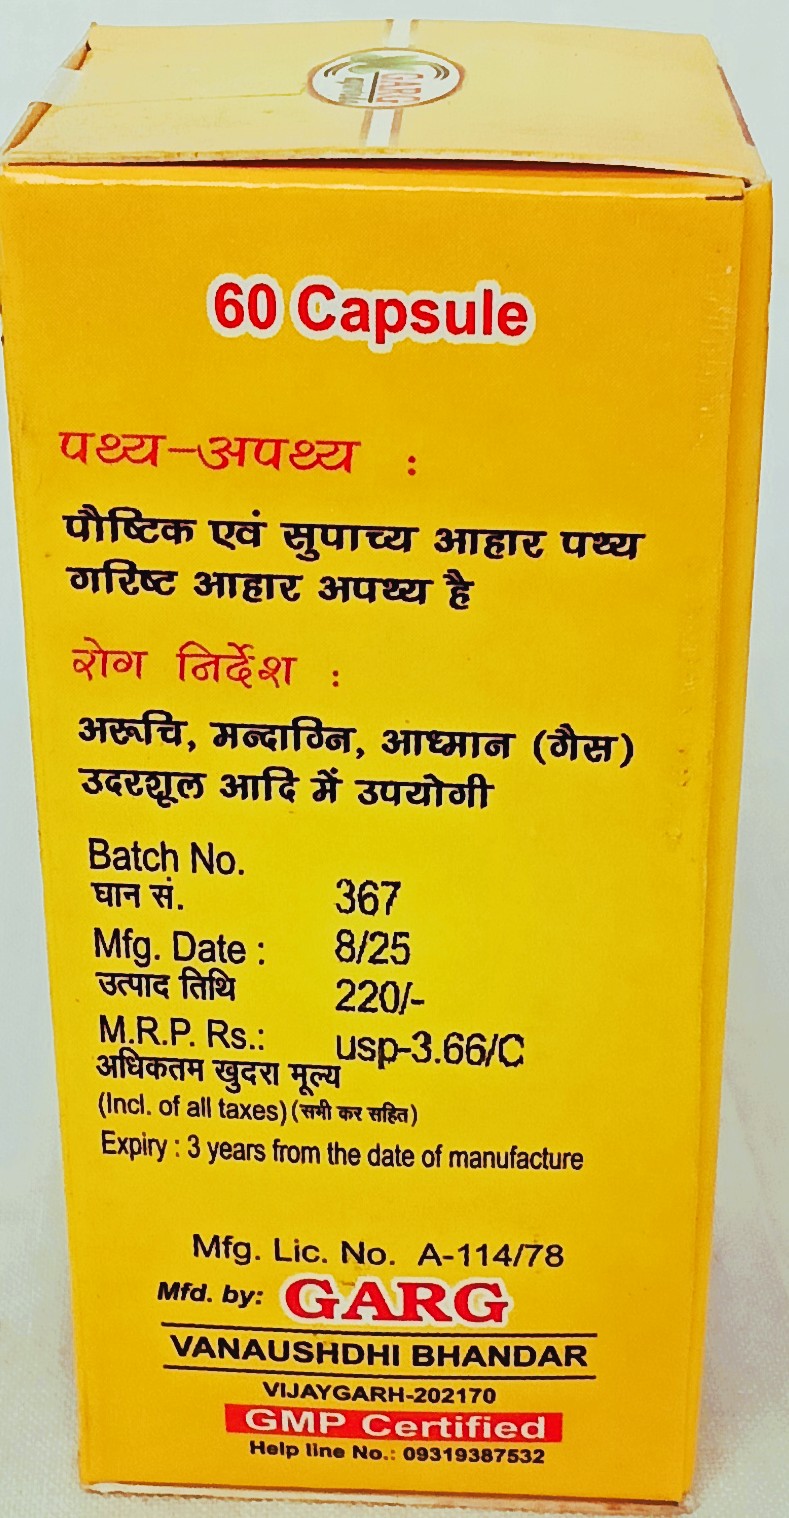 GARG
60 Capsule
पथ्य-अपथ्य :
पौष्टिक एवं सुपाच्य आहार पथ्य
गरिष्ट आहार अपथ्य है
रोग निर्देश :
अरूचि, मन्दाग्नि, आध्मान (गैस)
उदरशूल आदि में उपयोगी
Batch No.
घान सं. 367
Mfg. Date : 8/25
उत्पाद तिथि 220/-
M.R.P. Rs.: usp-3.66/C
अधिकतम खुदरा मूल्य
(Incl. of all taxes) (सभी कर सहित)
Expiry : 3 years from the date of manufacture
Mfg. Lic. No. A-114/78
Mfd. by: GARG
VANAUSHDHI BHANDAR
VIJAYGARH-202170
GMP Certified
Help line No.: 09319387532